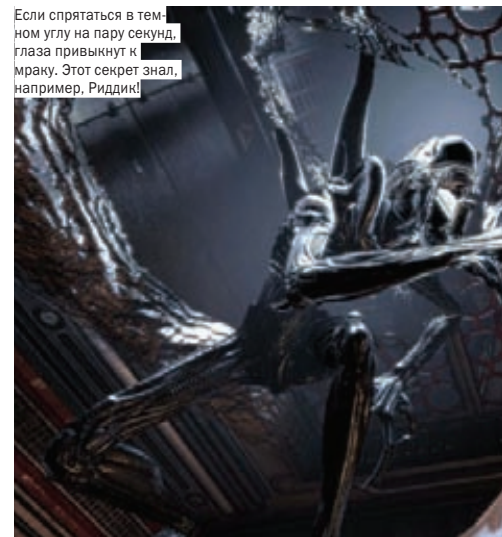 Если спрятаться в тем-
ном углу на пару секунд,
глаза привыкнут к
мраку. Этот секрет знал,
например, Риддик!